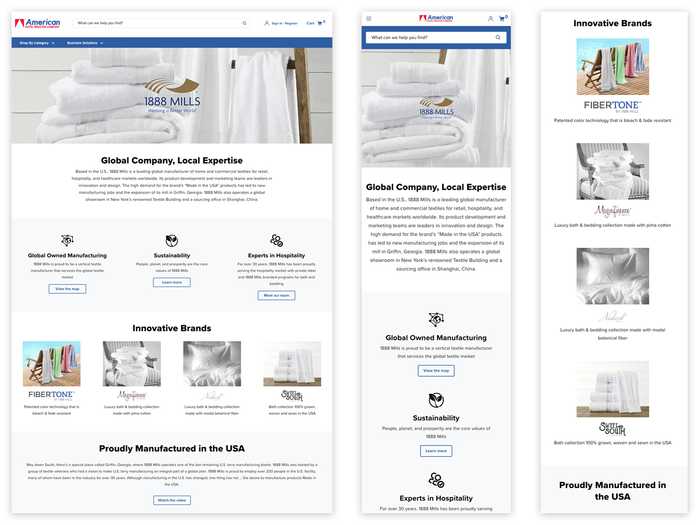 American
What can we help you find?
Sign In · Register
Cart
0
Shop By Category
Business Solutions
1888 MILLS
Weaving a Better World
Global Company, Local Expertise
Based in the U.S., 1888 Mills is a leading global manufacturer of home and commercial textiles for retail,
hospitality, and healthcare markets worldwide. Its product development and marketing teams are leaders in
innovation and design. The high demand for the brand's "Made in the USA" products has led to new
manufacturing jobs and the expansion of its mill in Griffin, Georgia. 1888 Mills also operates a global
showroom in New York's renowned Textile Building and a sourcing office in Shanghai, China.
Global Owned Manufacturing
1888 Mills is proud to be a vertical textile
manufacturer that services the global textile
market
View the map
Sustainability
People, planet, and prosperity are the core values
of 1888 Mills
Learn more
Experts in Hospitality
For over 30 years, 1888 Mills has been proudly
serving the hospitality market with private label
and 1888 MILL branded programs for bath and
bedding
Meet our team
Innovative Brands
FIBERTONE
BY 1888 MILLS
Patented color technology that is
bleach & fade resistant
Magnificence
Luxury bath & bedding collection
made with pima cotton
Naked
Luxury bath & bedding collection
made with modal botanical fiber
Sweet South
Bath collection 100% grown,
woven and sewn in the USA
Proudly Manufactured in the USA
Watch the video
American
0
What can we help you find?
1888 MILLS
Weaving a Better World
Global Company, Local Expertise
Based in the U.S., 1888 Mills is a leading global manufacturer
of home and commercial textiles for retail, hospitality, and
healthcare markets worldwide. Its product development and
marketing teams are leaders in innovation and design. The
high demand for the brand's "Made in the USA" products
has led to new manufacturing jobs and the expansion of its
mill in Griffin, Georgia. 1888 Mills also operates a global
showroom in New York's renowned Textile Building and a
sourcing office in Shanghai, China
Global Owned Manufacturing
1888 Mills is proud to be a vertical textile manufacturer
that services the global textile market
View the map
Sustainability
People, planet, and prosperity are the core values of
1888 Mills
Learn more
Experts in Hospitality
For over 30 years, 1888 Mills has been proudly serving
Innovative Brands
FIBERTONE
BY 1888 MILLS
Patented color technology that is bleach & fade resistant
Magnificence
Luxury bath & bedding collection made with pima cotton
Naked
Luxury bath & bedding collection made with modal
botanical fiber
Sweet South
Bath collection 100% grown, woven and sewn in the USA
Proudly Manufactured in
the USA